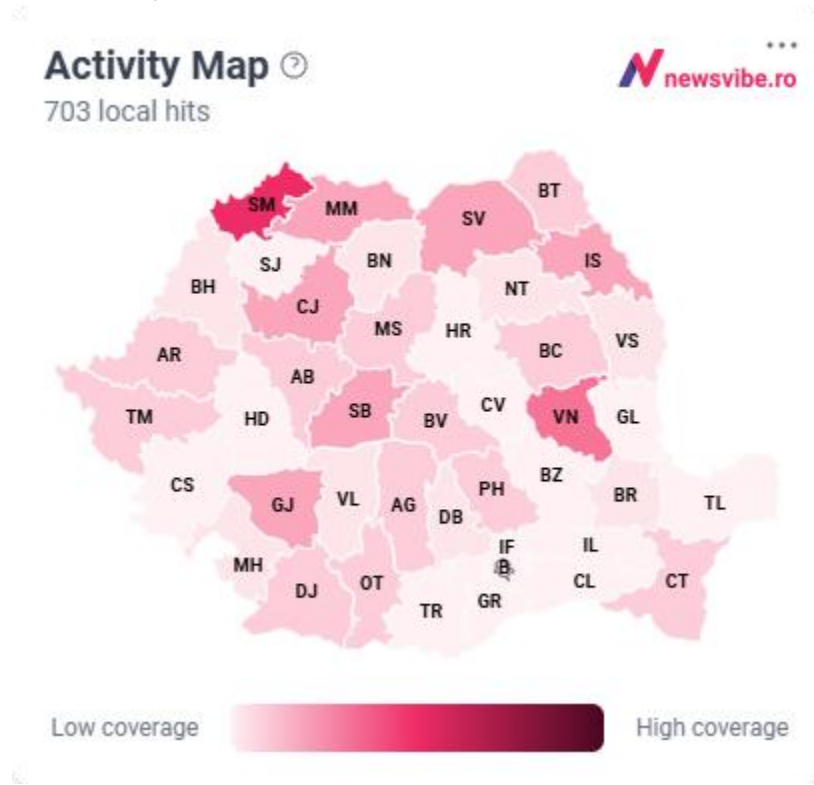 Activity Map ?
703 local hits
newsvibe.ro
SM
MM
SV
BT
SJ
BN
IS
BH
CJ
NT
MS
HR
BC
VS
AR
AB
TM
HD
SB
BV
CV
VN
GL
CS
GJ
VL
AG
DB
PH
BZ
BR
TL
MH
DJ
OT
IF
B
IL
TR
GR
CL
CT
Low coverage
High coverage